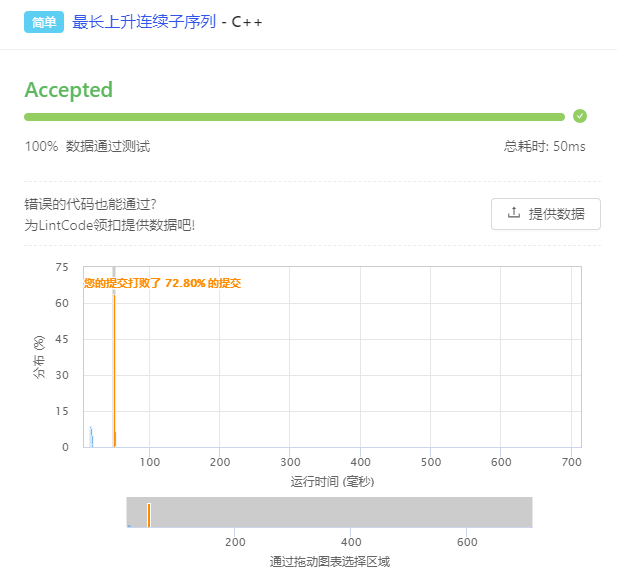 简单 最长上升连续子序列 - C++
Accepted
100% 数据通过测试 总耗时: 50ms
错误的代码也能通过?
为LintCode领扣提供数据吧!
提供数据
您的提交打败了 72.80% 的提交
75
60
45
30
15
0
分布 (%)
100 200 300 400 500 600 700
运行时间 (毫秒)
200 400 600
通过拖动图表选择区域